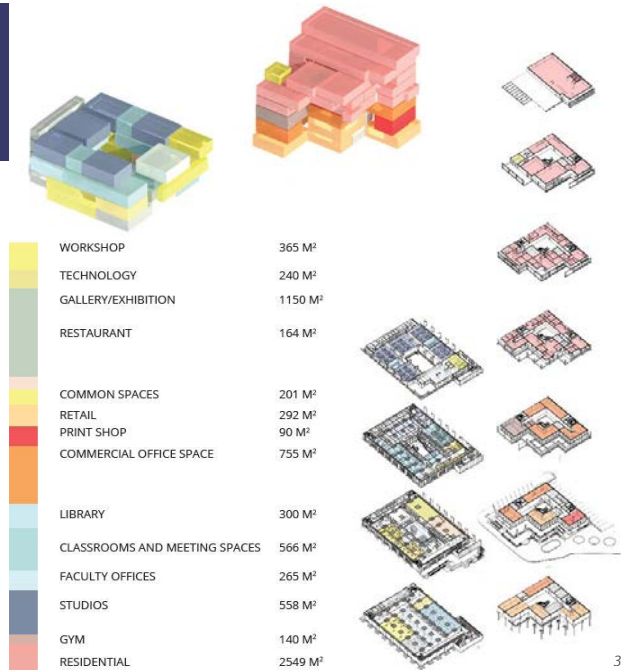 WORKSHOP 365 M²
TECHNOLOGY 240 M²
GALLERY/EXHIBITION 1150 M²
RESTAURANT 164 M²
COMMON SPACES 201 M²
RETAIL 292 M²
PRINT SHOP 90 M²
COMMERCIAL OFFICE SPACE 755 M²
LIBRARY 300 M²
CLASSROOMS AND MEETING SPACES 566 M²
FACULTY OFFICES 265 M²
STUDIOS 558 M²
GYM 140 M²
RESIDENTIAL 2549 M²
3